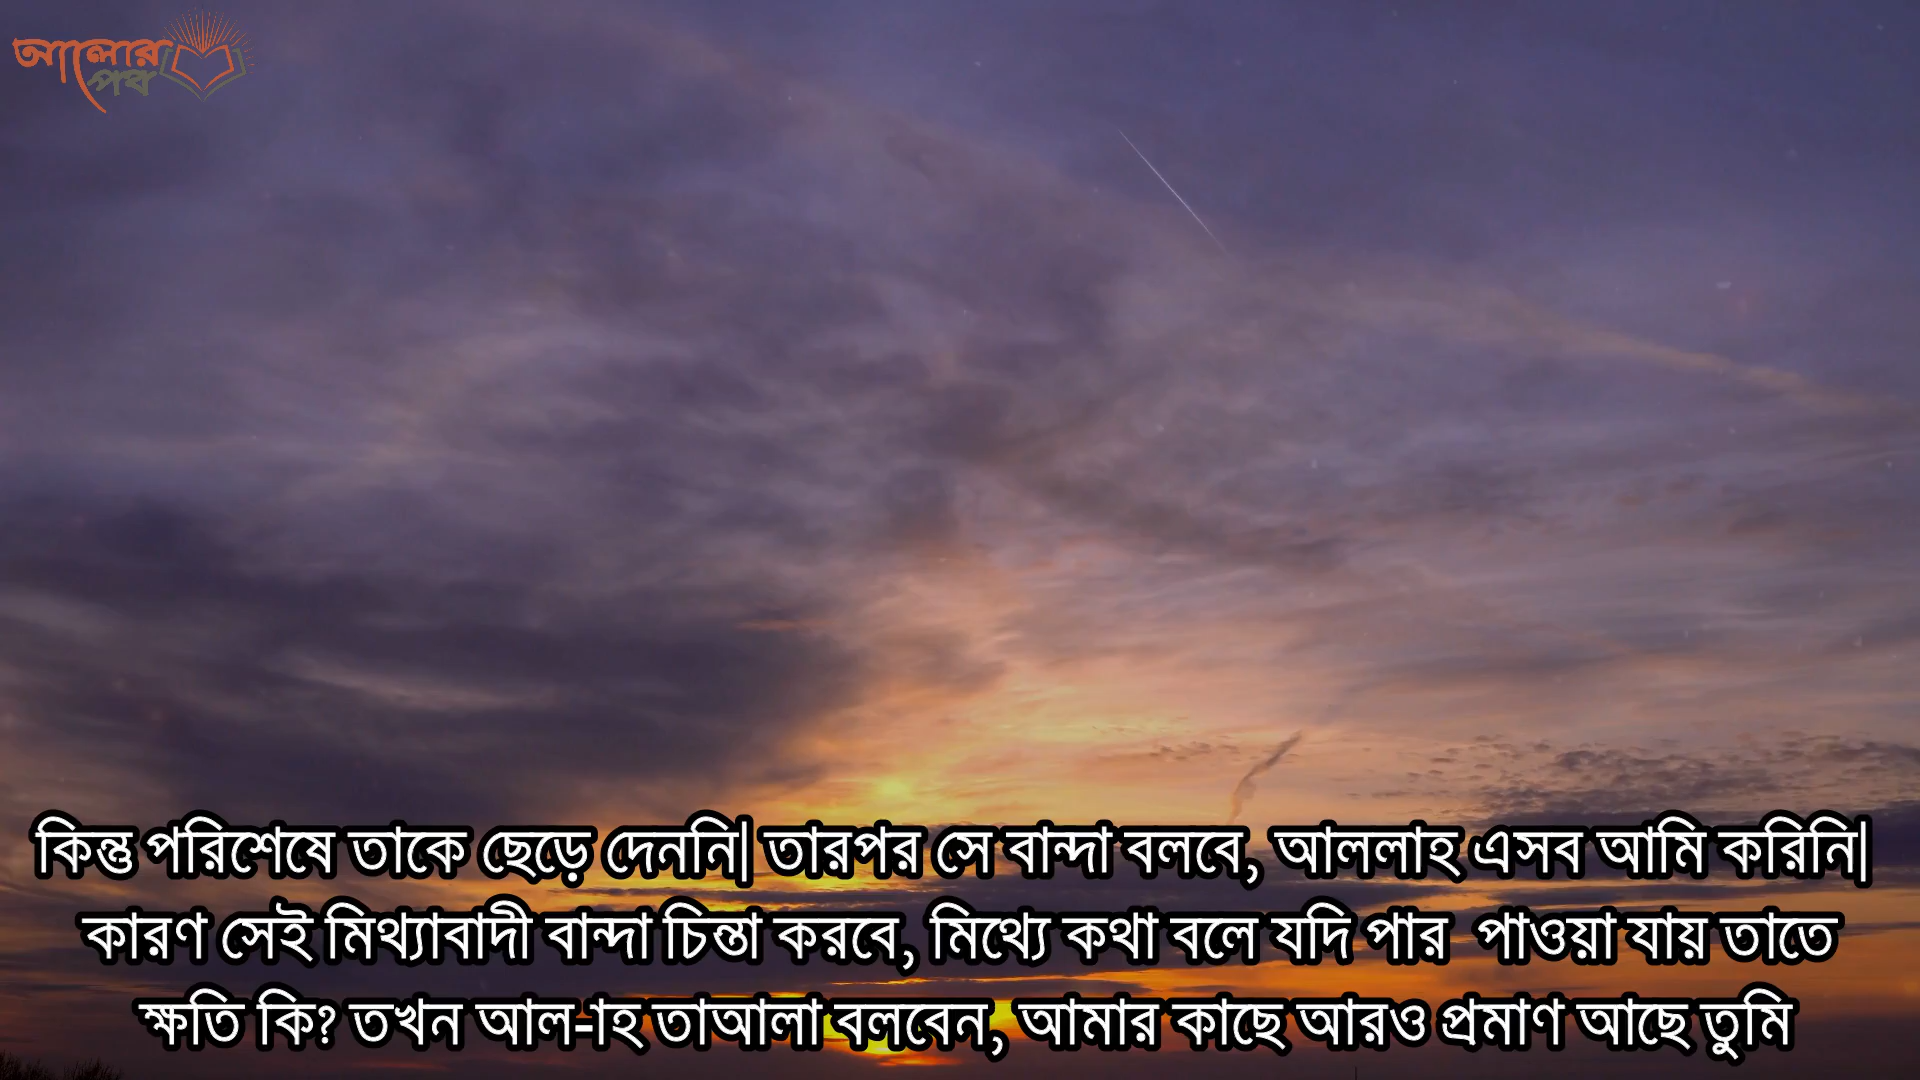 আলোর
পথ
কিন্তু পরিশেষে তাকে ছেড়ে দেননি| তারপর সে বান্দা বলবে, আললাহ এসব আমি করিনি|
কারণ সেই মিথ্যাবাদী বান্দা চিন্তা করবে, মিথ্যে কথা বলে যদি পার  পাওয়া যায় তাতে
ক্ষতি কি? তখন আল-াহ তাআলা বলবেন, আমার কাছে আরও প্রমাণ আছে তুমি